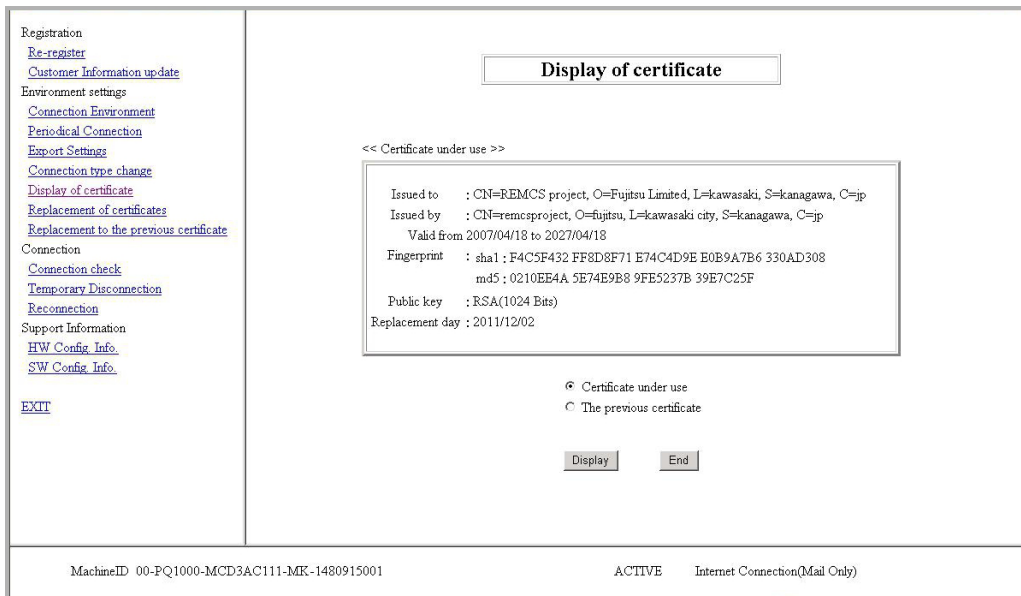 Registration
Re-register
Customer Information update
Environment settings
Connection Environment
Periodical Connection
Export Settings
Connection type change
Display of certificate
Replacement of certificates
Replacement to the previous certificate
Connection
Connection check
Temporary Disconnection
Reconnection
Support Information
HW Config. Info.
SW Config. Info.
EXIT
Display of certificate
<< Certificate under use >>
Issued to : CN=REMCS project, O=Fujitsu Limited, L=kawasaki, S=kanagawa, C=jp
Issued by : CN=remcsproject, O=fujitsu, L=kawasaki city, S=kanagawa, C=jp
Valid from 2007/04/18 to 2027/04/18
Fingerprint : sha1 : F4C5F432 FF8D8F71 E74C4D9E E0B9A7B6 330AD308
md5 : 0210EE4A 5E74E9B8 9FE5237B 39E7C25F
Public key : RSA(1024 Bits)
Replacement day : 2011/12/02
Certificate under use
The previous certificate
Display End
MachineID 00-PQ1000-MCD3AC111-MK-1480915001 ACTIVE Internet Connection(Mail Only)